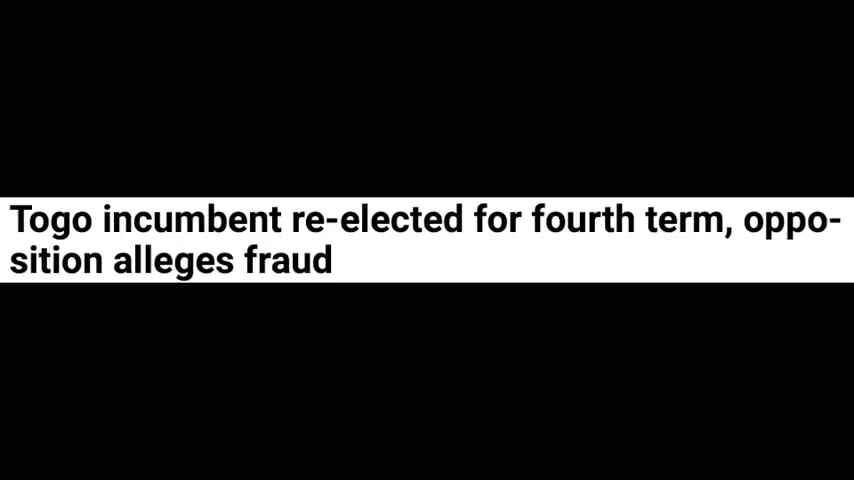 Togo incumbent re-elected for fourth term, oppo-
sition alleges fraud